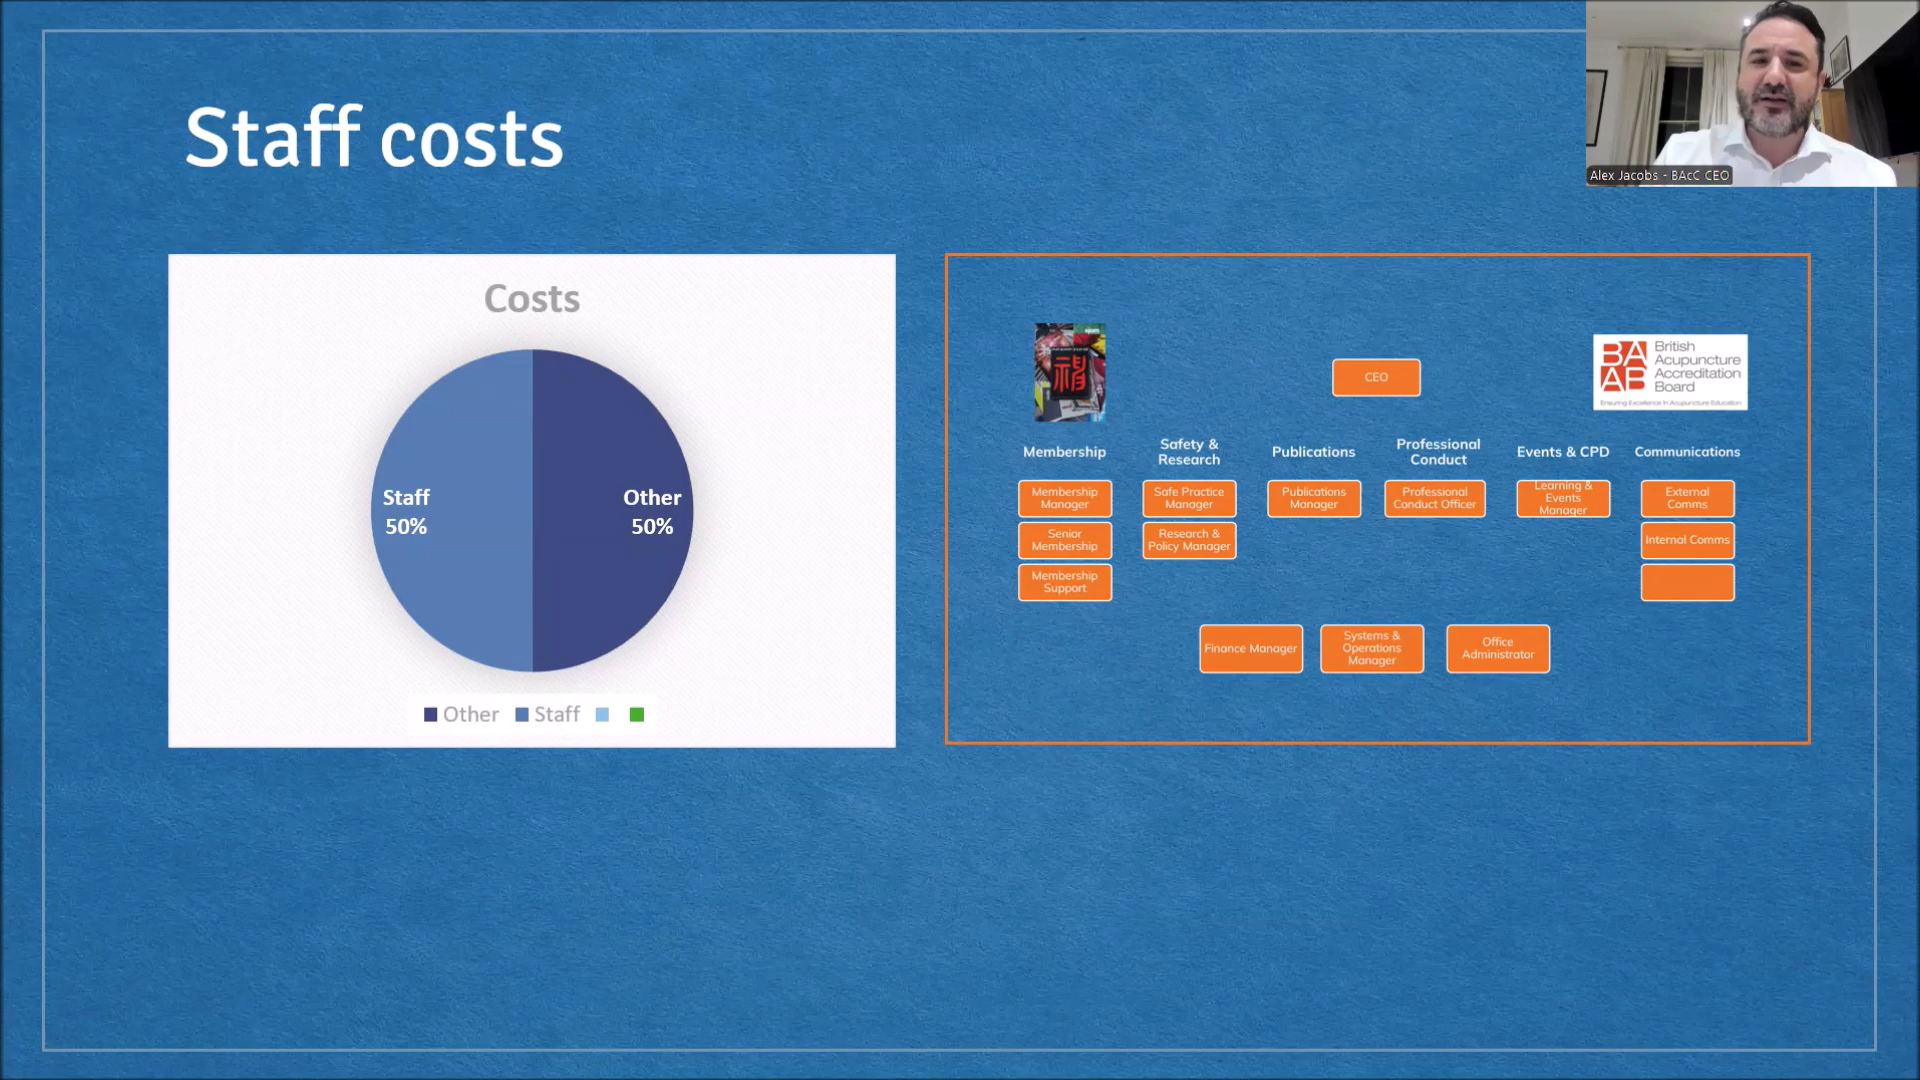 Staff costs
Alex Jacobs - BAcC CEO
Costs
Staff
50%
Other
50%
Other
Staff
CEO
BA
AB
British
Acupuncture
Accreditation
Board
Ensuring Excellence in Acupuncture Education
Membership
Safety &
Research
Publications
Professional
Conduct
Events & CPD
Communications
Membership
Manager
Safe Practice
Manager
Publications
Manager
Professional
Conduct Officer
Learning &
Events
Manager
External
Comms
Senior
Membership
Research &
Policy Manager
Internal Comms
Membership
Support
Finance Manager
Systems &
Operations
Manager
Office
Administrator